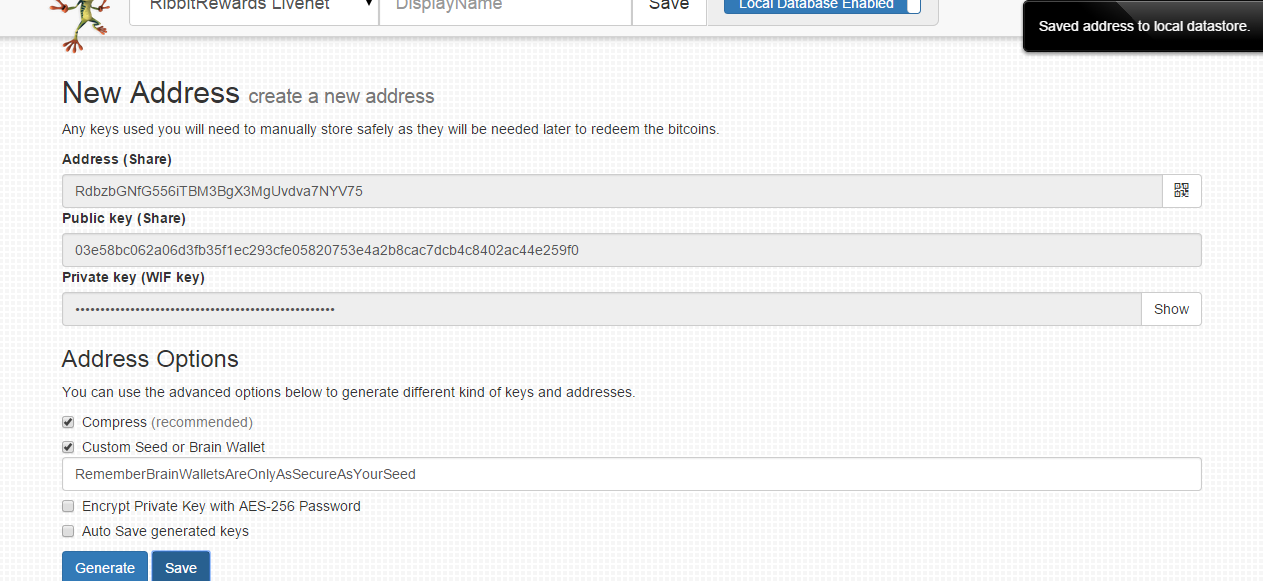 RibbitRewards Livenet
DisplayName
Save
Local Database Enabled
Saved address to local datastore.
New Address create a new address
Any keys used you will need to manually store safely as they will be needed later to redeem the bitcoins.
Address (Share)
RdbzbGNfG556iTBM3BgX3MgUvdva7NYV75
Public key (Share)
03e58bc062a06d3fb35f1ec293cfe05820753e4a2b8cac7dcb4c8402ac44e259f0
Private key (WIF key)
••••••••••••••••••••••••••••••••••••••••••••••••••••
Show
Address Options
You can use the advanced options below to generate different kind of keys and addresses.
Compress (recommended)
Custom Seed or Brain Wallet
RememberBrainWalletsAreOnlyAsSecureAsYourSeed
Encrypt Private Key with AES-256 Password
Auto Save generated keys
Generate
Save